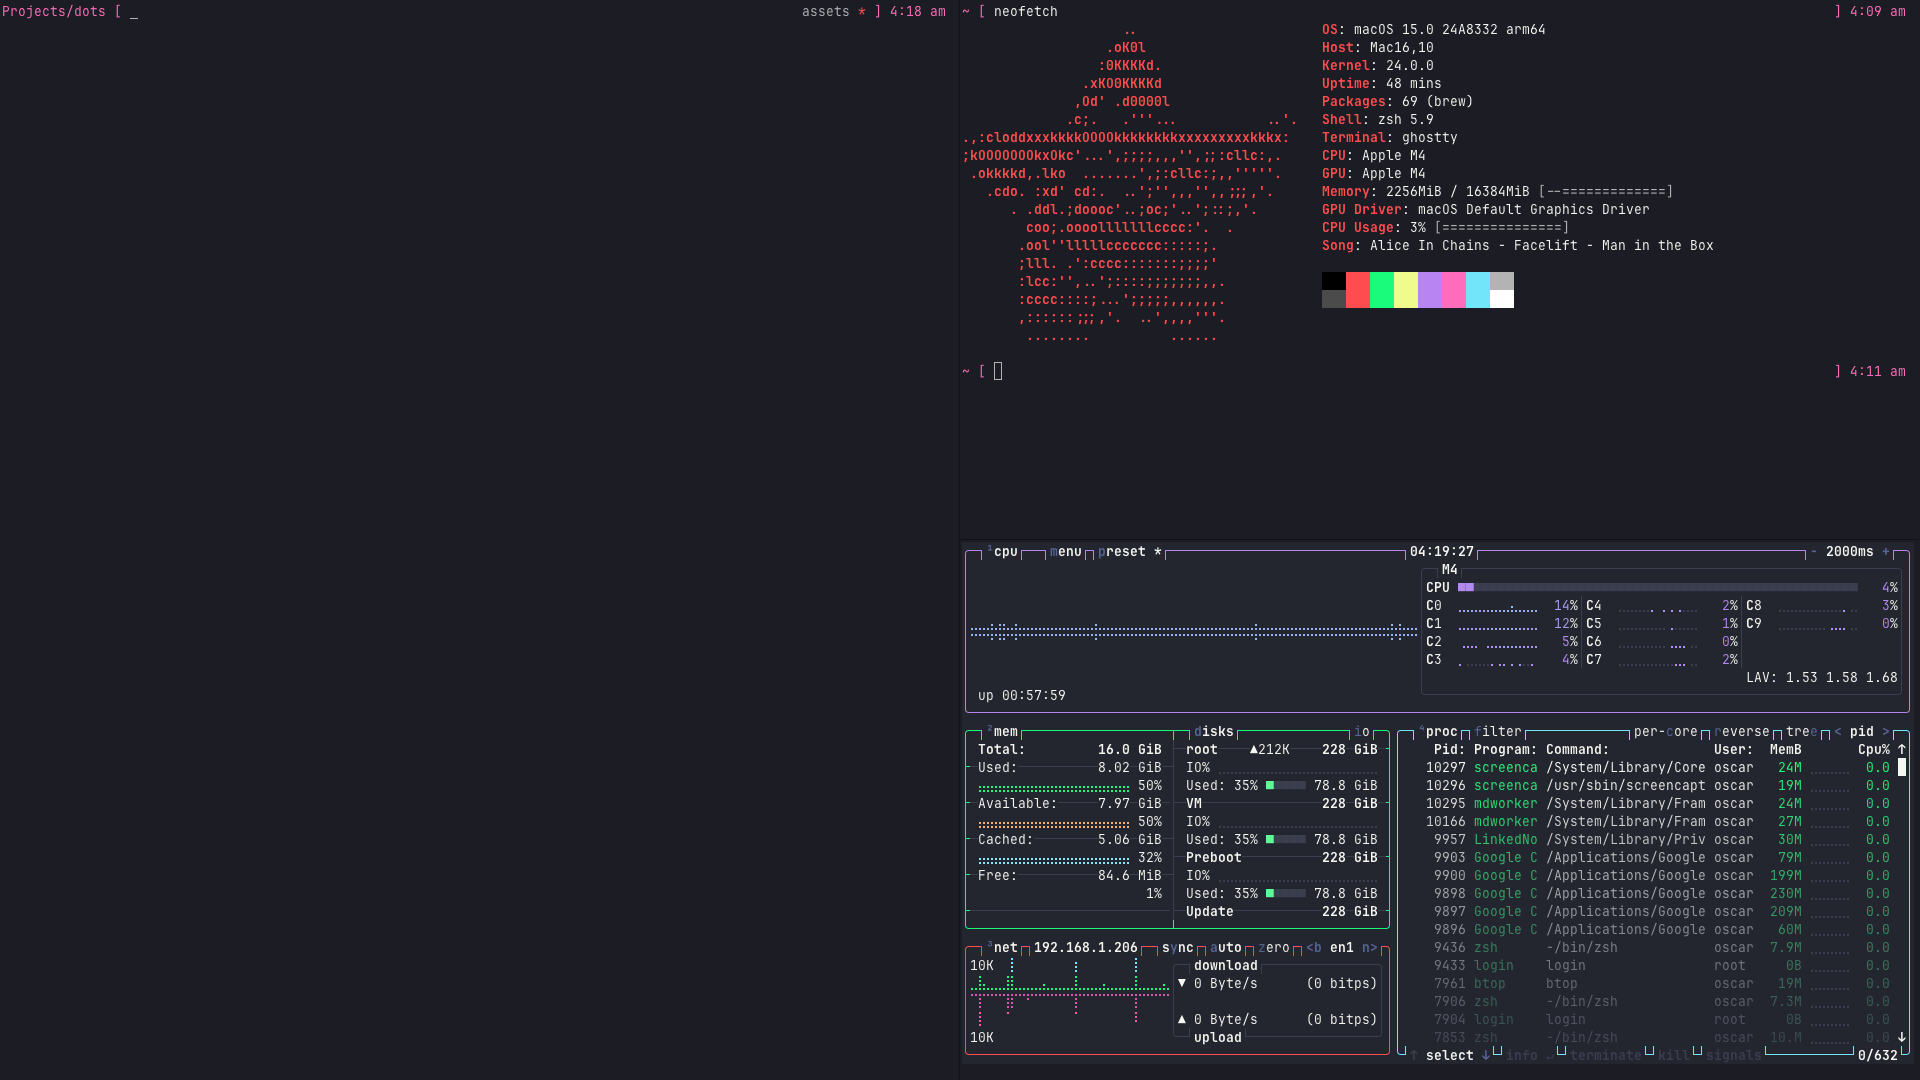 Projects/dots [ _ assets * ] 4:18 am
~ [ neofetch ] 4:09 am
OS: macOS 15.0 24A8332 arm64
Host: Mac16,10
Kernel: 24.0.0
Uptime: 48 mins
Packages: 69 (brew)
Shell: zsh 5.9
Terminal: ghostty
CPU: Apple M4
GPU: Apple M4
Memory: 2256MiB / 16384MiB [--=============]
GPU Driver: macOS Default Graphics Driver
CPU Usage: 3% [===============]
Song: Alice In Chains - Facelift - Man in the Box
~ [ ] 4:11 am
¹cpu menu preset * 04:19:27 - 2000ms +
M4
CPU 4%
C0 14% C4 2% C8 3%
C1 12% C5 1% C9 0%
C2 5% C6 0%
C3 4% C7 2%
LAV: 1.53 1.58 1.68
up 00:57:59
²mem
Total: 16.0 GiB
Used: 8.02 GiB
50%
Available: 7.97 GiB
50%
Cached: 5.06 GiB
32%
Free: 84.6 MiB
1%
disks io
root ▲212K 228 GiB
IO%
Used: 35% 78.8 GiB
VM 228 GiB
IO%
Used: 35% 78.8 GiB
Preboot 228 GiB
IO%
Used: 35% 78.8 GiB
Update 228 GiB
³net 192.168.1.206 sync auto zero <b en1 n>
10K
download
▼ 0 Byte/s (0 bitps)
▲ 0 Byte/s (0 bitps)
upload
10K
⁴proc filter per-core reverse tree < pid >
Pid: Program: Command: User: MemB Cpu% ↑
10297 screenca /System/Library/Core oscar 24M 0.0
10296 screenca /usr/sbin/screencapt oscar 19M 0.0
10295 mdworker /System/Library/Fram oscar 24M 0.0
10166 mdworker /System/Library/Fram oscar 27M 0.0
9957 LinkedNo /System/Library/Priv oscar 30M 0.0
9903 Google C /Applications/Google oscar 79M 0.0
9900 Google C /Applications/Google oscar 199M 0.0
9898 Google C /Applications/Google oscar 230M 0.0
9897 Google C /Applications/Google oscar 209M 0.0
9896 Google C /Applications/Google oscar 60M 0.0
9436 zsh -/bin/zsh oscar 7.9M 0.0
9433 login login root 0B 0.0
7961 btop btop oscar 19M 0.0
7906 zsh -/bin/zsh oscar 7.3M 0.0
7904 login login root 0B 0.0
7853 zsh -/bin/zsh oscar 10.M 0.0 ↓
↑ select ↓ info ↵ terminate kill signals 0/632